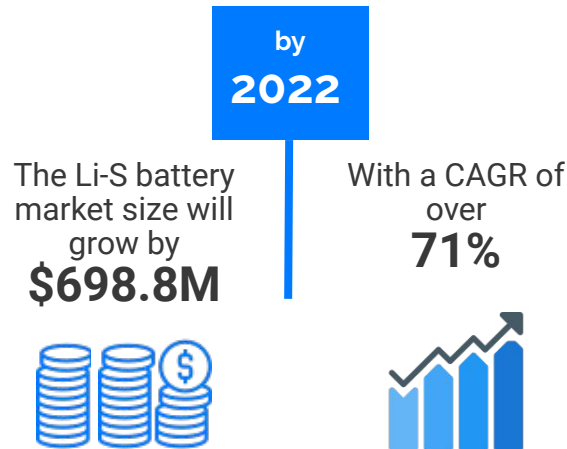 by
2022
The Li-S battery
market size will
grow by
$698.8M
With a CAGR of
over
71%
$